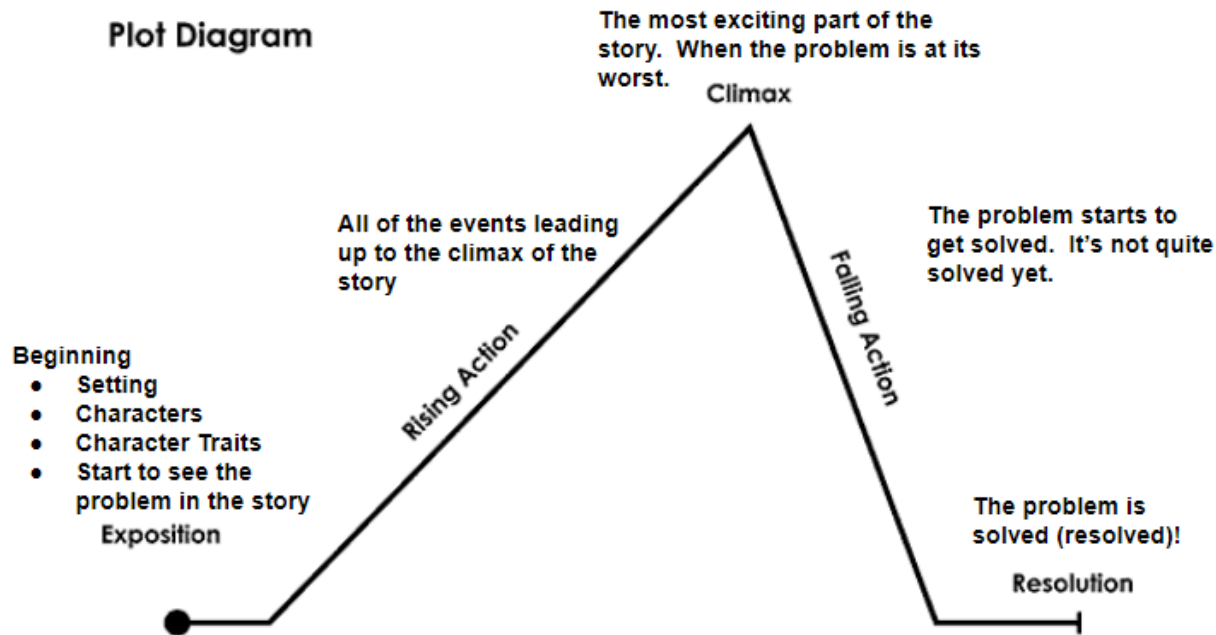 Plot Diagram
The most exciting part of the
story.  When the problem is at its
worst.
Climax
All of the events leading
up to the climax of the
story
The problem starts to
get solved.  It’s not quite
solved yet.
Rising Action
Falling Action
Beginning
● Setting
● Characters
● Character Traits
● Start to see the
problem in the story
Exposition
The problem is
solved (resolved)!
Resolution